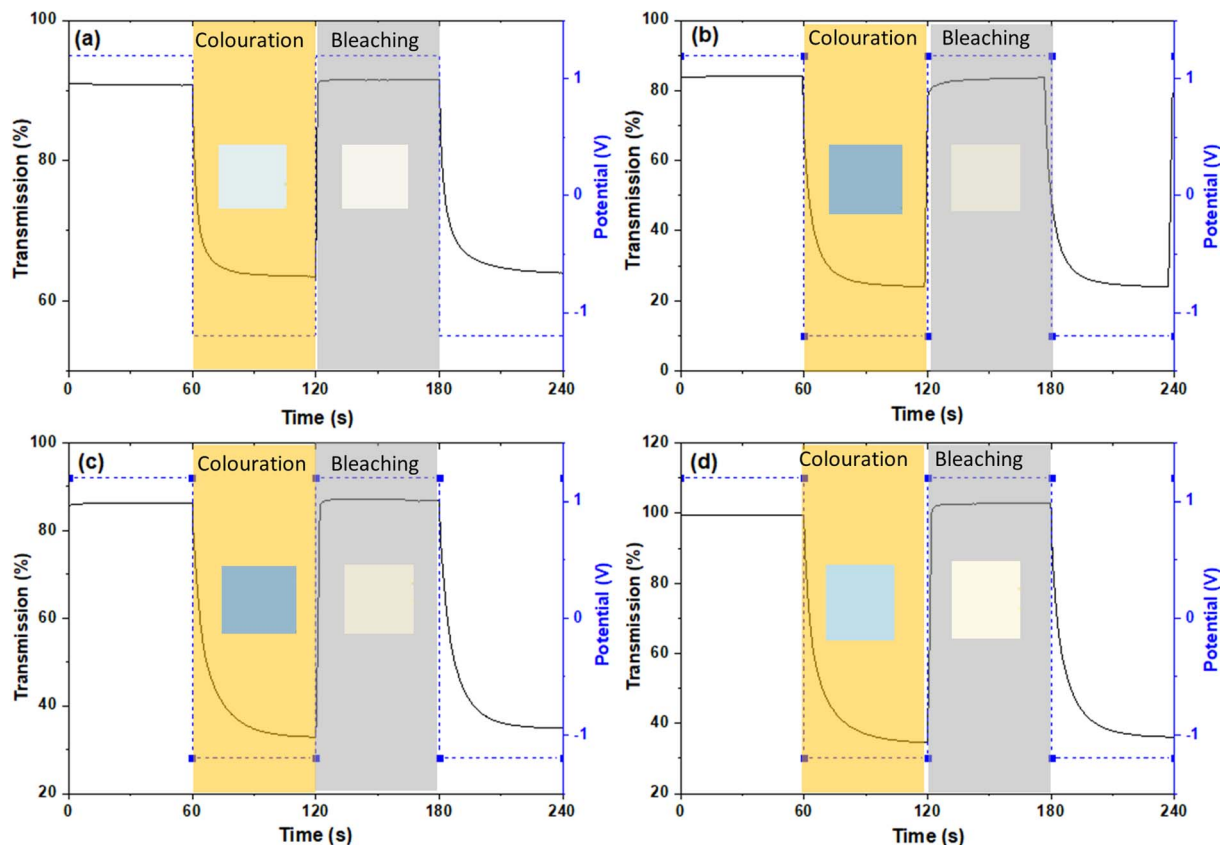 (a)
Colouration Bleaching
100
80
60
Transmission (%)
1
0
-1
Potential (V)
0 60 120 180 240
Time (s)
(b)
Colouration Bleaching
100
80
60
40
20
0
Transmission (%)
1
0
-1
Potential (V)
0 60 120 180 240
Time (s)
(c)
Colouration Bleaching
100
80
60
40
20
Transmission (%)
1
0
-1
Potential (V)
0 60 120 180 240
Time (s)
(d)
Colouration Bleaching
120
100
80
60
40
20
Transmission (%)
1
0
-1
Potential (V)
0 60 120 180 240
Time (s)